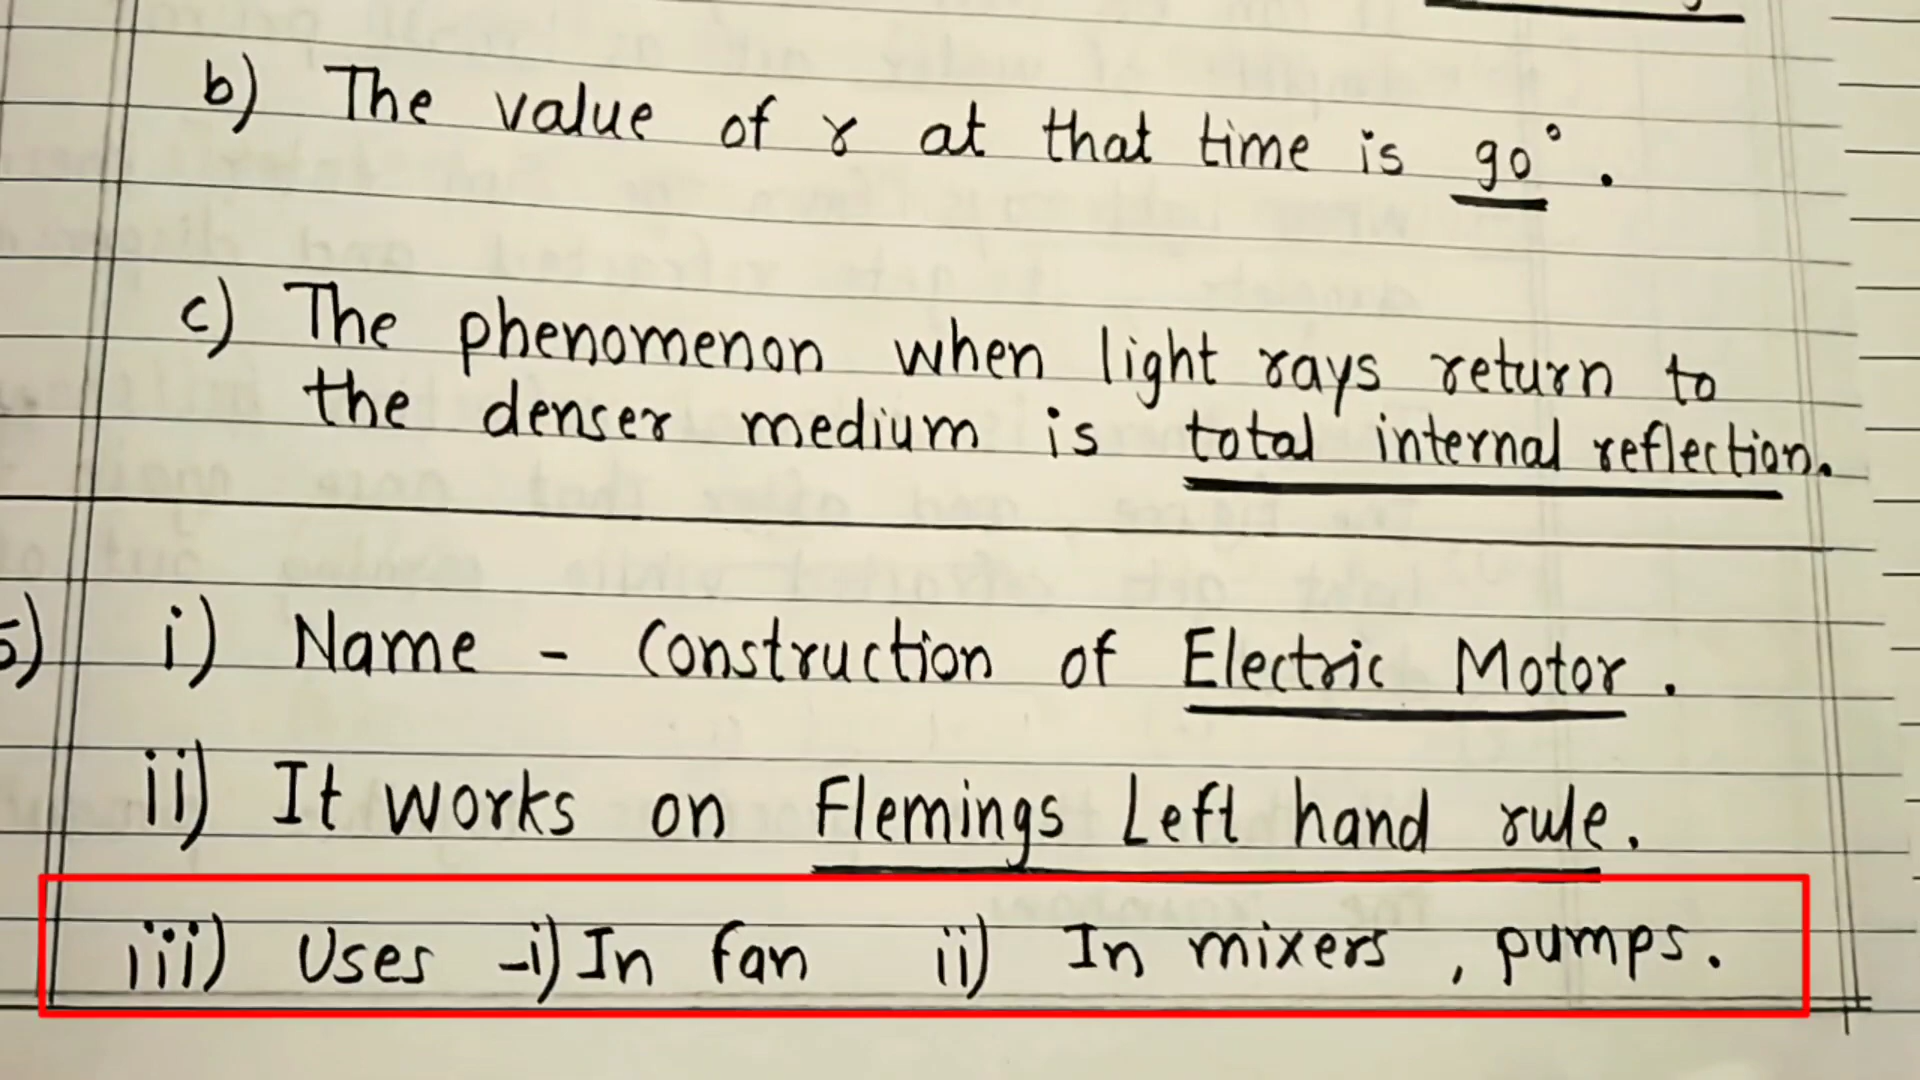 b) The value of r at that time is 90°.
c) The phenomenon when light rays return to
the denser medium is total internal reflection.
5) i) Name - Construction of Electric Motor.
ii) It works on Flemings Left hand rule.
iii) Uses -i) In fan ii) In mixers, pumps.